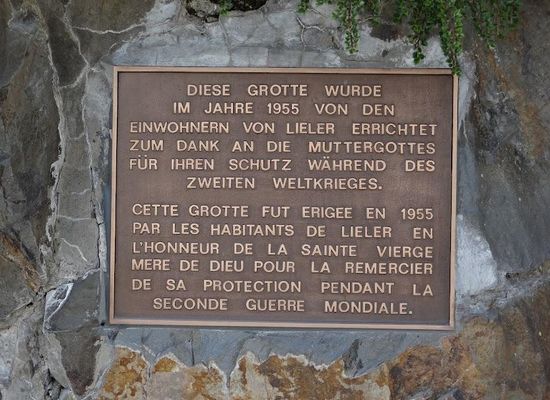 DIESE GROTTE WURDE
IM JAHRE 1955 VON DEN
EINWOHNERN VON LIELER ERRICHTET
ZUM DANK AN DIE MUTTERGOTTES
FÜR IHREN SCHUTZ WÄHREND DES
ZWEITEN WELTKRIEGES.
CETTE GROTTE FUT ERIGEE EN 1955
PAR LES HABITANTS DE LIELER EN
L'HONNEUR DE LA SAINTE VIERGE
MERE DE DIEU POUR LA REMERCIER
DE SA PROTECTION PENDANT LA
SECONDE GUERRE MONDIALE.